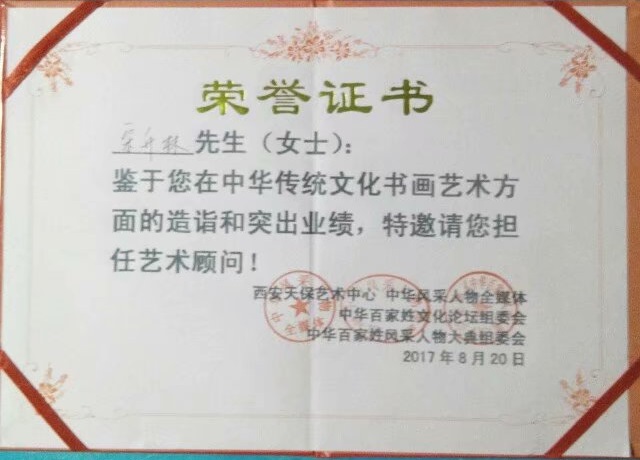 荣誉证书
宋升林 先生（女士）：
鉴于您在中华传统文化书画艺术方
面的造诣和突出业绩，特邀请您担
任艺术顾问！
西安天保艺术中心 中华风采人物全媒体
中华百家姓文化论坛组委会
中华百家姓风采人物大典组委会
2017年8月20日